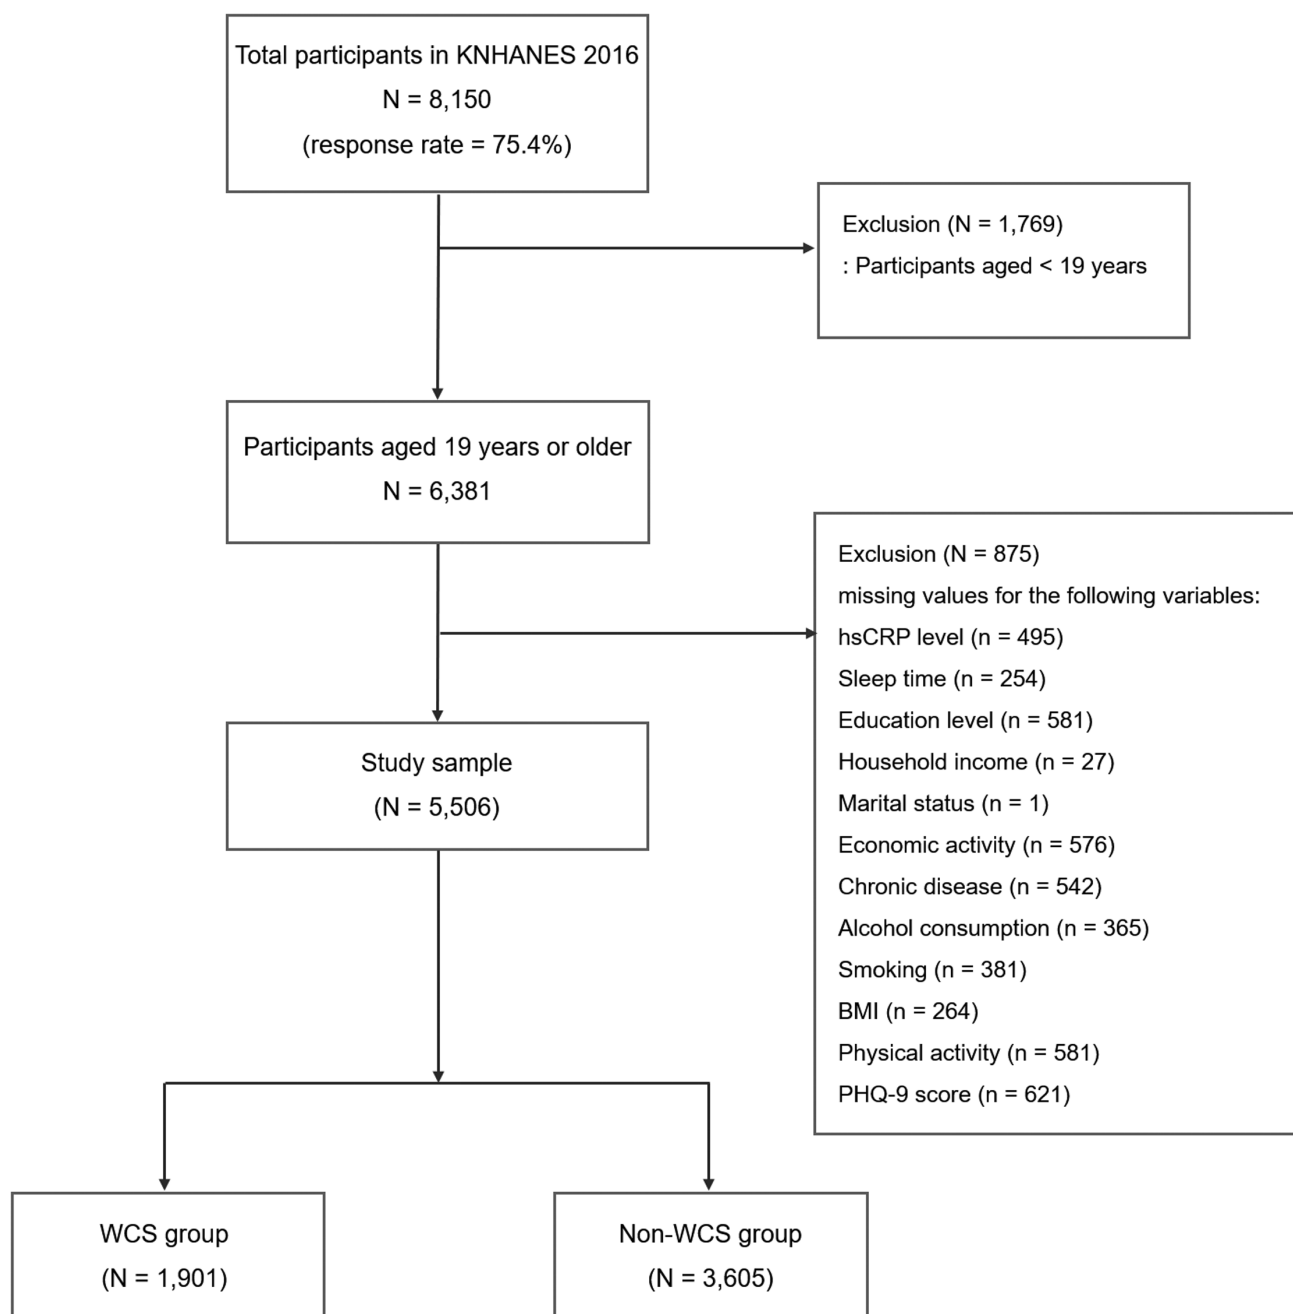 Total participants in KNHANES 2016
N = 8,150
(response rate = 75.4%)
Exclusion (N = 1,769)
: Participants aged < 19 years
Participants aged 19 years or older
N = 6,381
Exclusion (N = 875)
missing values for the following variables:
hsCRP level (n = 495)
Sleep time (n = 254)
Education level (n = 581)
Household income (n = 27)
Marital status (n = 1)
Economic activity (n = 576)
Chronic disease (n = 542)
Alcohol consumption (n = 365)
Smoking (n = 381)
BMI (n = 264)
Physical activity (n = 581)
PHQ-9 score (n = 621)
Study sample
(N = 5,506)
WCS group
(N = 1,901)
Non-WCS group
(N = 3,605)